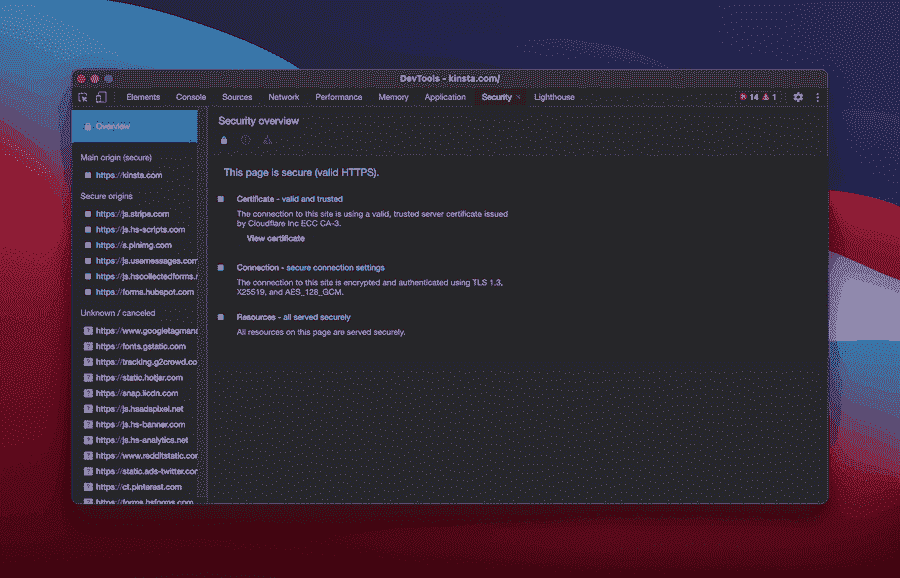 DevTools - kinsta.com/
Elements Console Sources Network Performance Memory Application Security × Lighthouse 14 1
Overview
Main origin (secure)
https://kinsta.com
Secure origins
https://js.stripe.com
https://js.hs-scripts.com
https://s.pinimg.com
https://js.usemessages.com
https://js.hscollectedforms.n
https://forms.hubspot.com
Unknown / canceled
https://www.googletagmana
https://fonts.gstatic.com
https://tracking.g2crowd.co
https://static.hotjar.com
https://snap.licdn.com
https://js.hsadspixel.net
https://js.hs-banner.com
https://js.hs-analytics.net
https://www.redditstatic.com
https://static.ads-twitter.com
https://ct.pinterest.com
https://forms.hsforms.com
Security overview
This page is secure (valid HTTPS).
Certificate - valid and trusted
The connection to this site is using a valid, trusted server certificate issued
by Cloudflare Inc ECC CA-3.
View certificate
Connection - secure connection settings
The connection to this site is encrypted and authenticated using TLS 1.3,
X25519, and AES_128_GCM.
Resources - all served securely
All resources on this page are served securely.